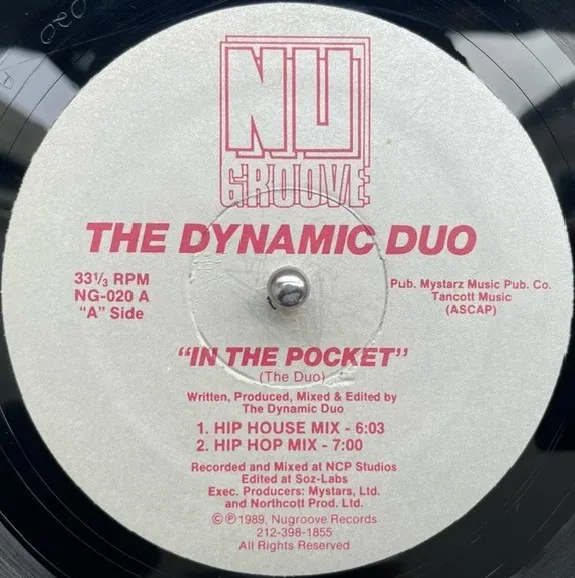 020
NU
GROOVE
THE DYNAMIC DUO
33⅓ RPM
NG-020 A
"A" Side
Pub. Mystarz Music Pub. Co.
Tancott Music
(ASCAP)
"IN THE POCKET"
(The Duo)
Written, Produced, Mixed & Edited by
The Dynamic Duo
1. HIP HOUSE MIX - 6:03
2. HIP HOP MIX - 7:00
Recorded and Mixed at NCP Studios
Edited at Soz-Labs
Exec. Producers: Mystars, Ltd.
and Northcott Prod. Ltd.
©℗ 1989, Nugroove Records
212-398-1855
All Rights Reserved